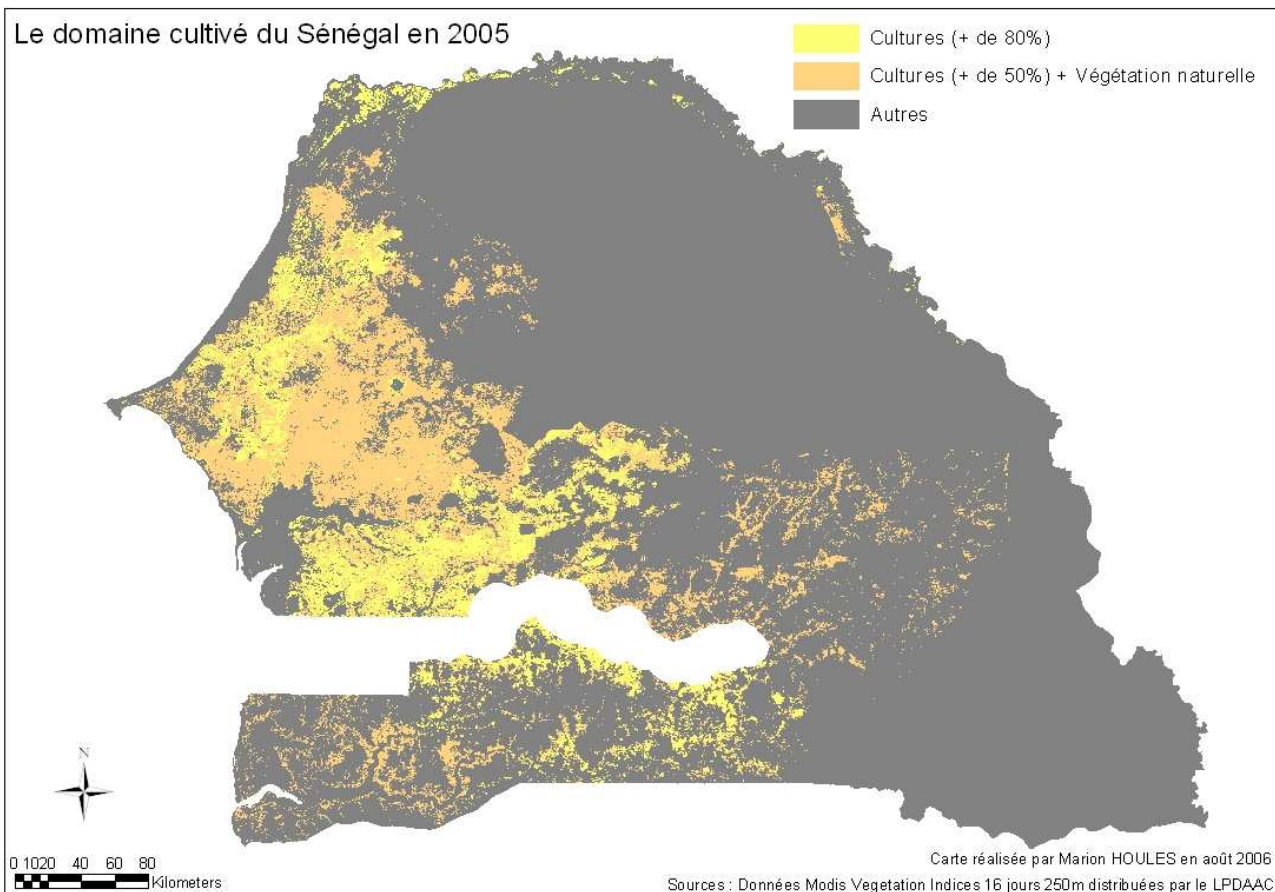 Le domaine cultivé du Sénégal en 2005
Cultures (+ de 80%)
Cultures (+ de 50%) + Végétation naturelle
Autres
N
0 1020 40 60 80
Kilometers
Carte réalisée par Marion HOULES en août 2006
Sources : Données Modis Vegetation Indices 16 jours 250m distribuées par le LPDAAC